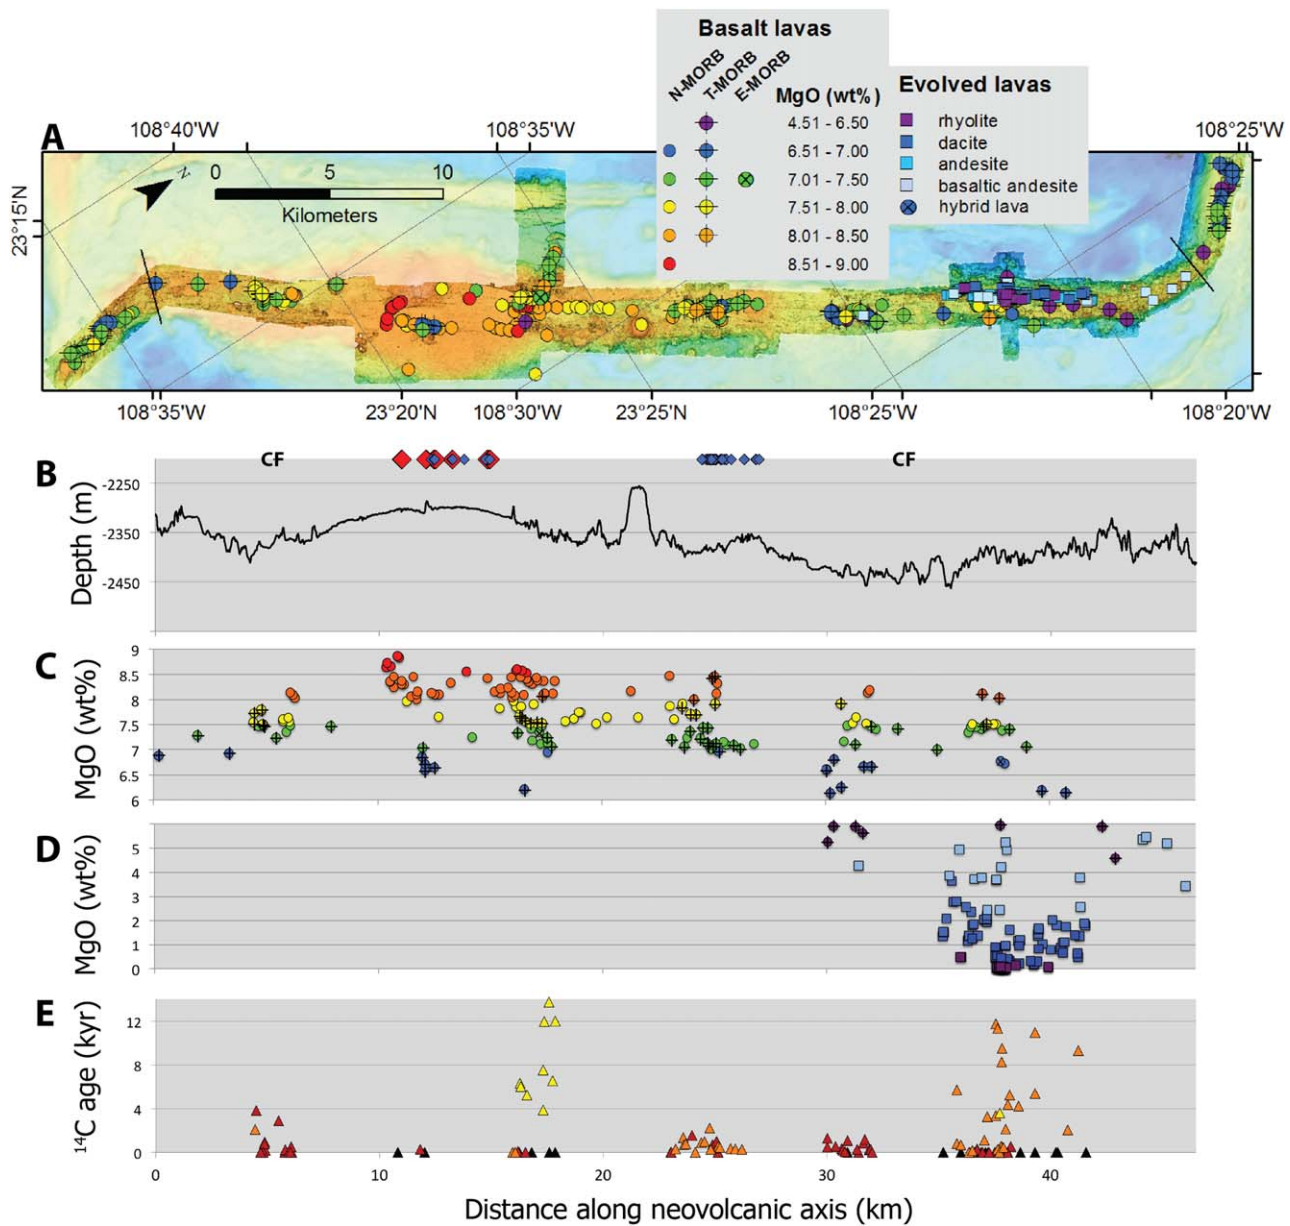 Basalt lavas
N-MORB T-MORB E-MORB
MgO (wt%)
4.51 - 6.50
6.51 - 7.00
7.01 - 7.50
7.51 - 8.00
8.01 - 8.50
8.51 - 9.00
Evolved lavas
rhyolite
dacite
andesite
basaltic andesite
hybrid lava
A
108°40'W 108°35'W 108°25'W
N
0 5 10
Kilometers
23°15'N
108°35'W 23°20'N 108°30'W 23°25'N 108°25'W 108°20'W
B
CF CF
Depth (m)
-2250
-2350
-2450
C
MgO (wt%)
9
8.5
8
7.5
7
6.5
6
D
MgO (wt%)
5
4
3
2
1
0
E
14C age (kyr)
12
8
4
0
0 10 20 30 40
Distance along neovolcanic axis (km)